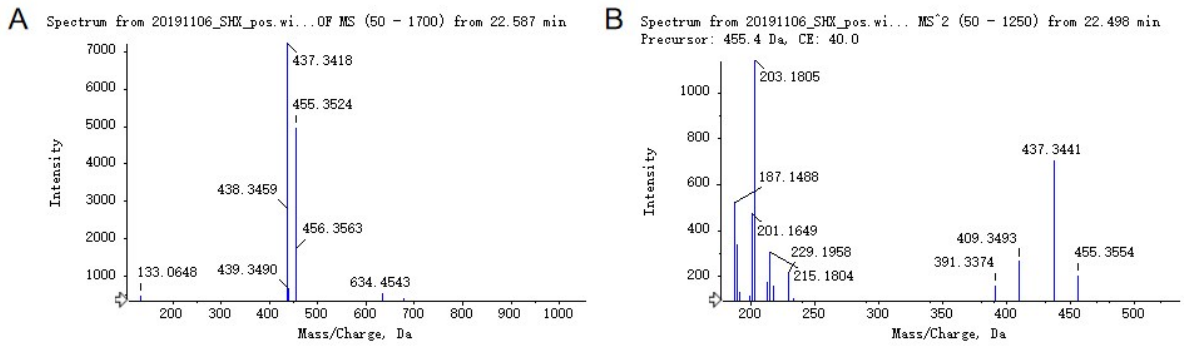 A
Spectrum from 20191106_SHX_pos.wi...OF MS (50 - 1700) from 22.587 min
7000
6000
5000
4000
3000
2000
1000
Intensity
437.3418
455.3524
438.3459
456.3563
439.3490
133.0648
634.4543
200 300 400 500 600 700 800 900 1000
Mass/Charge, Da
B
Spectrum from 20191106_SHX_pos.wi... MS^2 (50 - 1250) from 22.498 min
Precursor: 455.4 Da, CE: 40.0
1000
800
600
400
200
Intensity
203.1805
437.3441
187.1488
201.1649
229.1958
215.1804
409.3493
391.3374
455.3554
200 250 300 350 400 450 500
Mass/Charge, Da